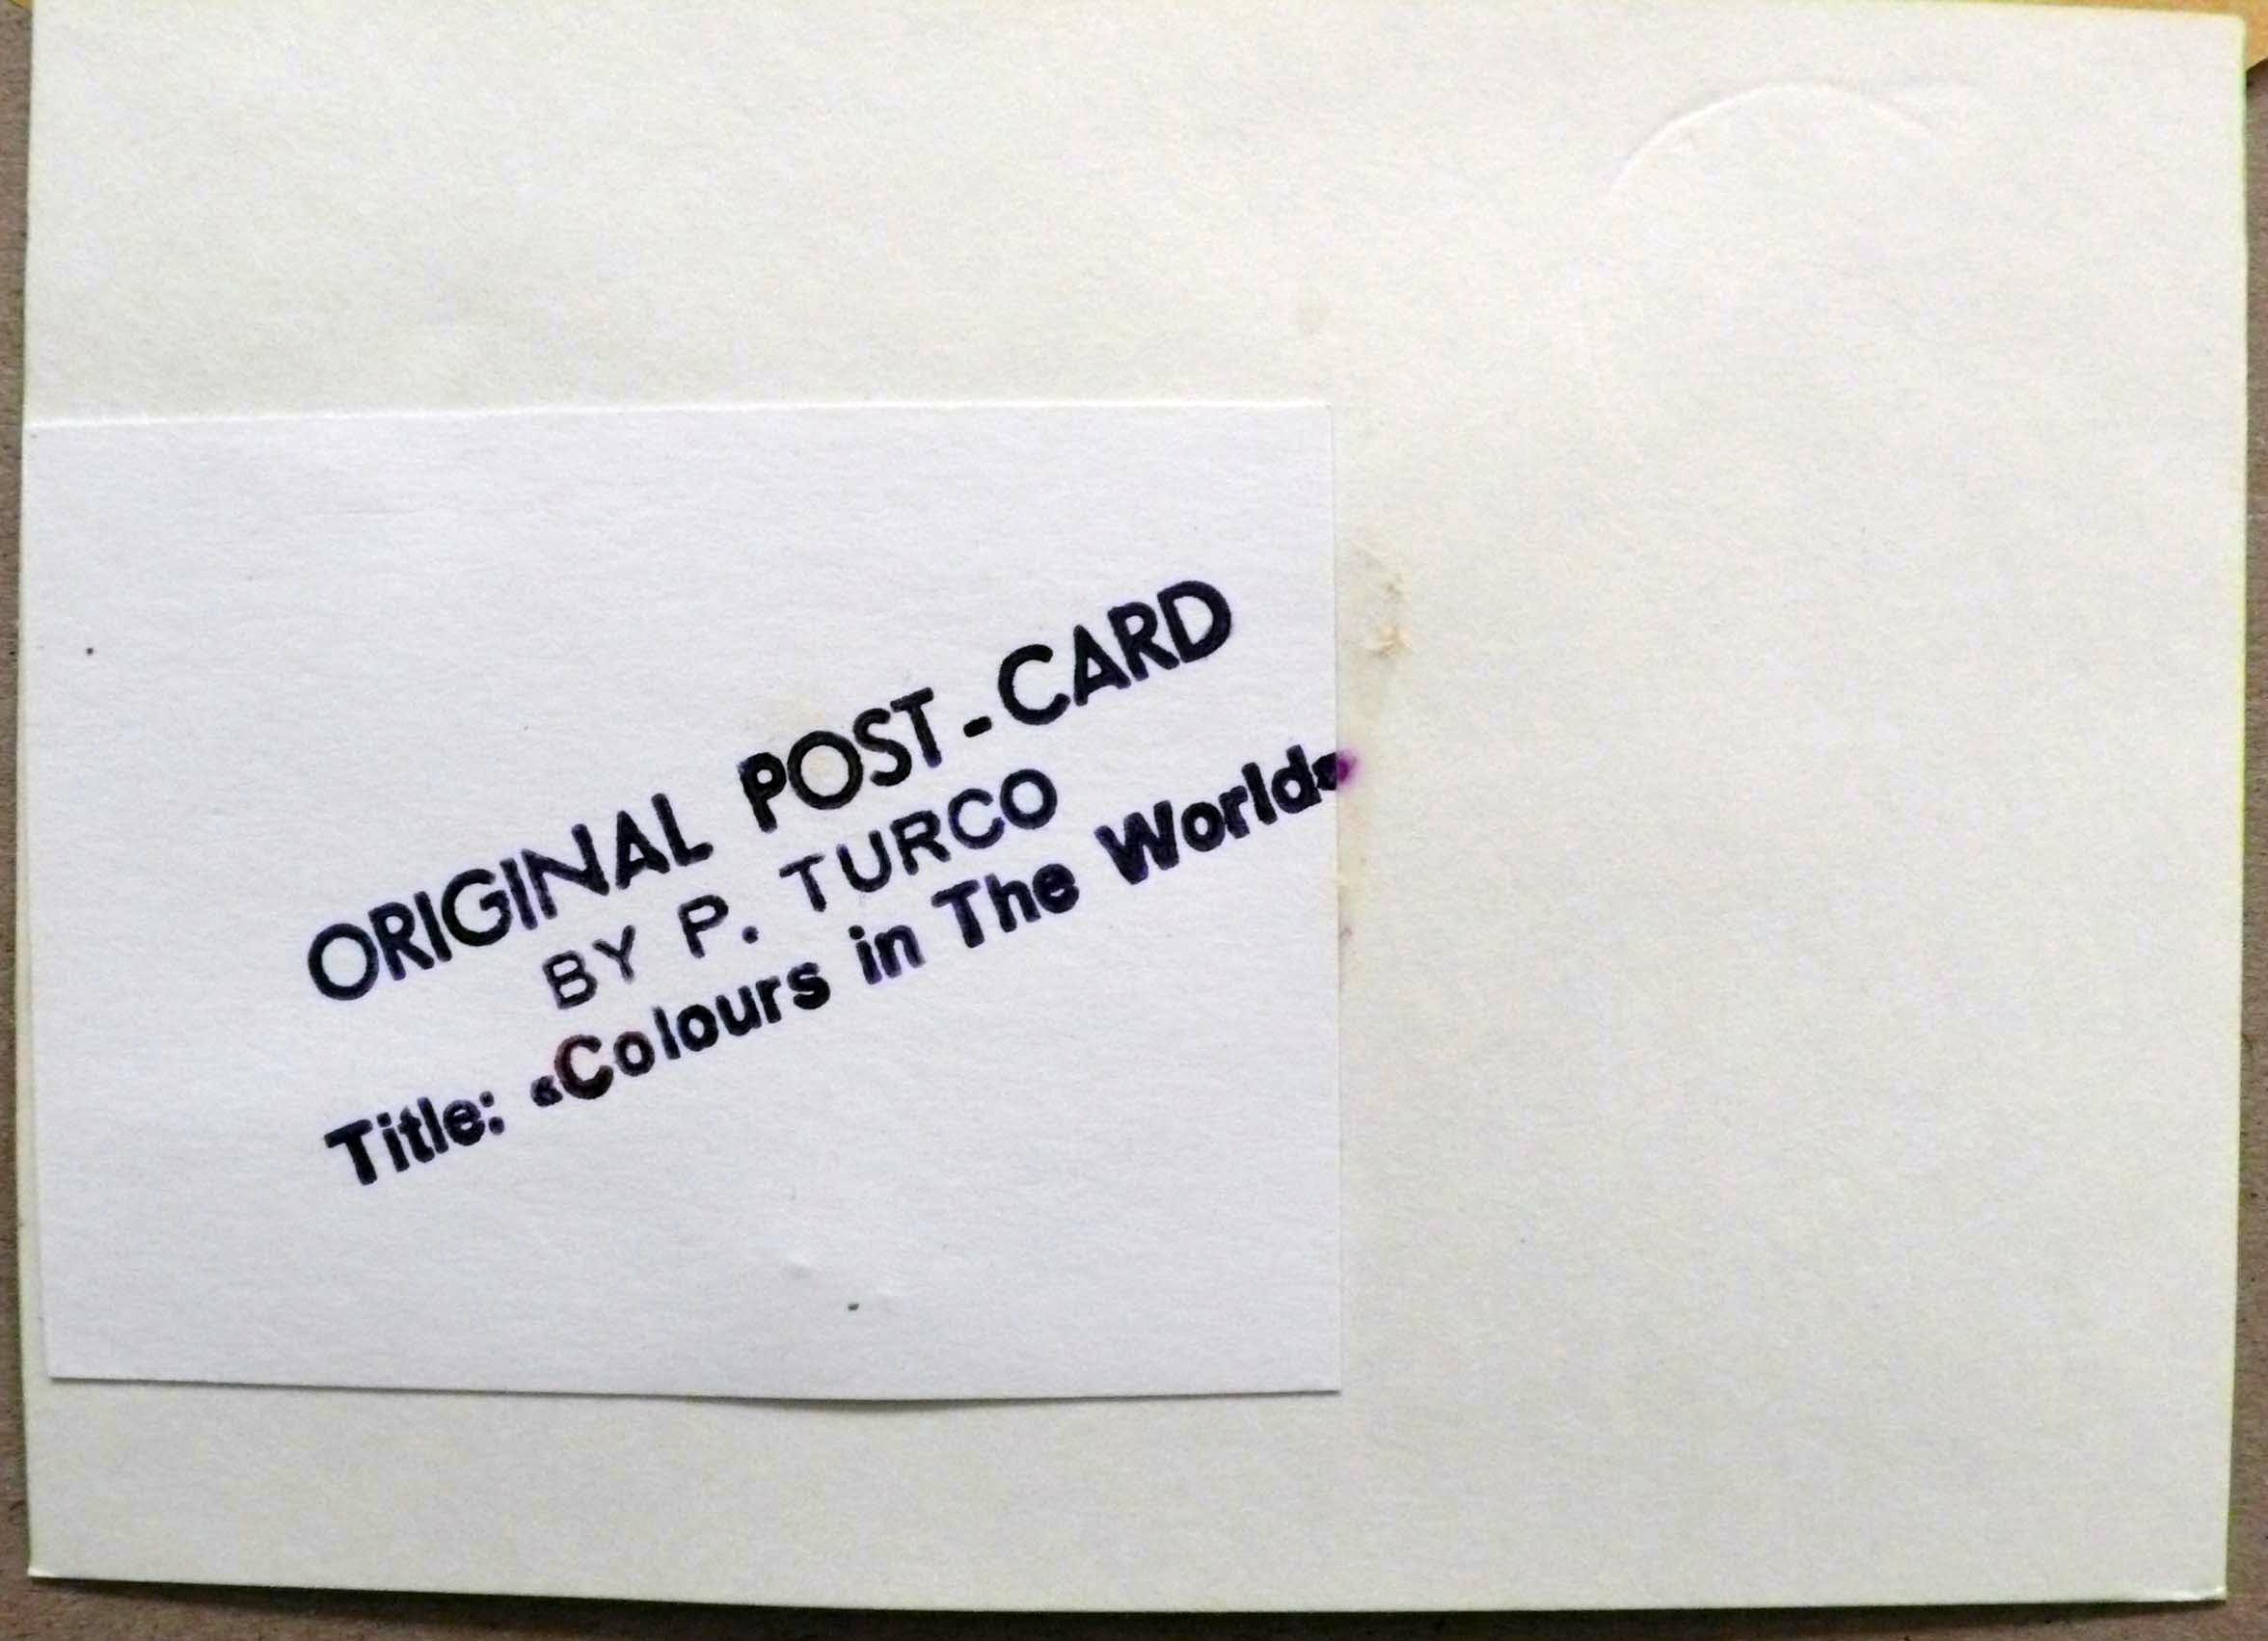 ORIGINAL POST-CARD
BY P. TURCO
Title: «Colours in The World»